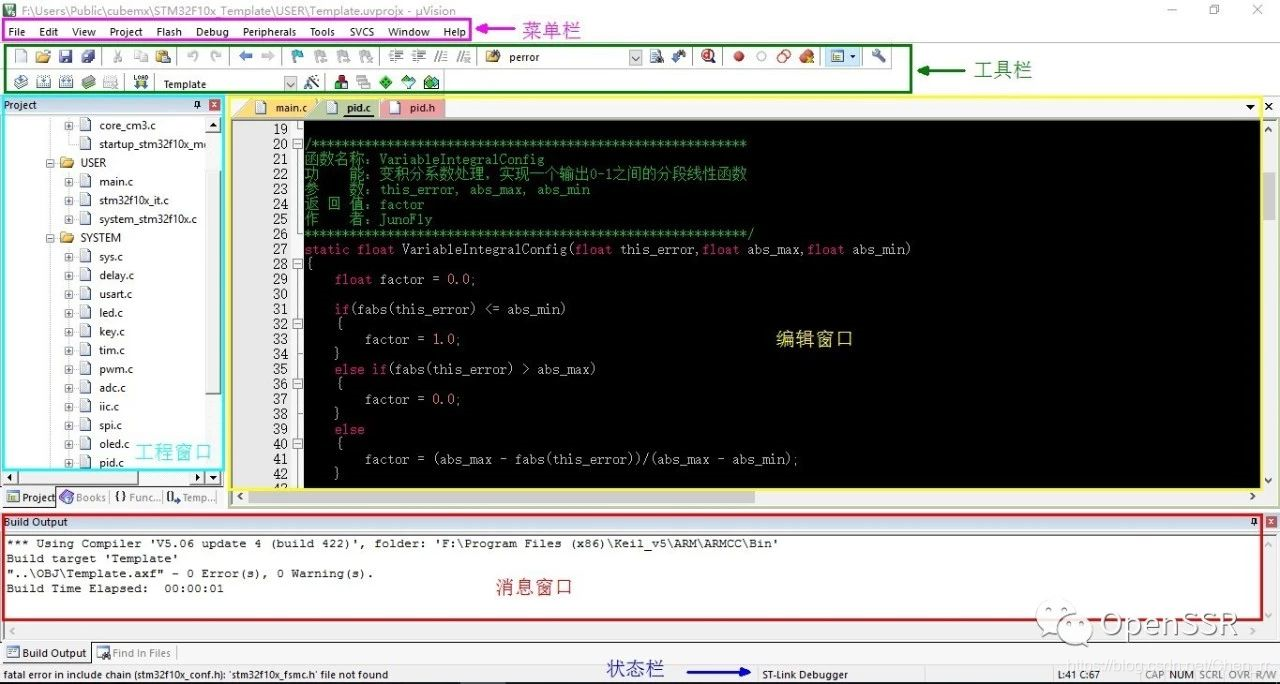 F:\Users\Public\cubemx\STM32F10x_Template\USER\Template.uvprojx - µVision
File Edit View Project Flash Debug Peripherals Tools SVCS Window Help
菜单栏
perror
工具栏
LOAD
Template
Project
main.c
pid.c
pid.h
core_cm3.c
startup_stm32f10x_m
USER
main.c
stm32f10x_it.c
system_stm32f10x.c
SYSTEM
sys.c
delay.c
usart.c
led.c
key.c
tim.c
pwm.c
adc.c
iic.c
spi.c
oled.c
pid.c
工程窗口
Project Books {} Func... Temp...
19
20 /**********************************************************
21 函数名称：VariableIntegralConfig
22 功 能：变积分系数处理，实现一个输出0-1之间的分段线性函数
23 参 数：this_error, abs_max, abs_min
24 返 回 值：factor
25 作 者：JunoFly
26 ***********************************************************/
27 static float VariableIntegralConfig(float this_error,float abs_max,float abs_min)
28 {
29 float factor = 0.0;
30
31 if(fabs(this_error) <= abs_min)
32 {
33 factor = 1.0;
34 }
35 else if(fabs(this_error) > abs_max)
36 {
37 factor = 0.0;
38 }
39 else
40 {
41 factor = (abs_max - fabs(this_error))/(abs_max - abs_min);
42 }
编辑窗口
Build Output
*** Using Compiler 'V5.06 update 4 (build 422)', folder: 'F:\Program Files (x86)\Keil_v5\ARM\ARMCC\Bin'
Build target 'Template'
"..\OBJ\Template.axf" - 0 Error(s), 0 Warning(s).
Build Time Elapsed: 00:00:01
消息窗口
OpenSSR
Build Output Find In Files
状态栏
fatal error in include chain (stm32f10x_conf.h): 'stm32f10x_fsmc.h' file not found
ST-Link Debugger
L:41 C:67
CAP NUM SCRL OVR R/W